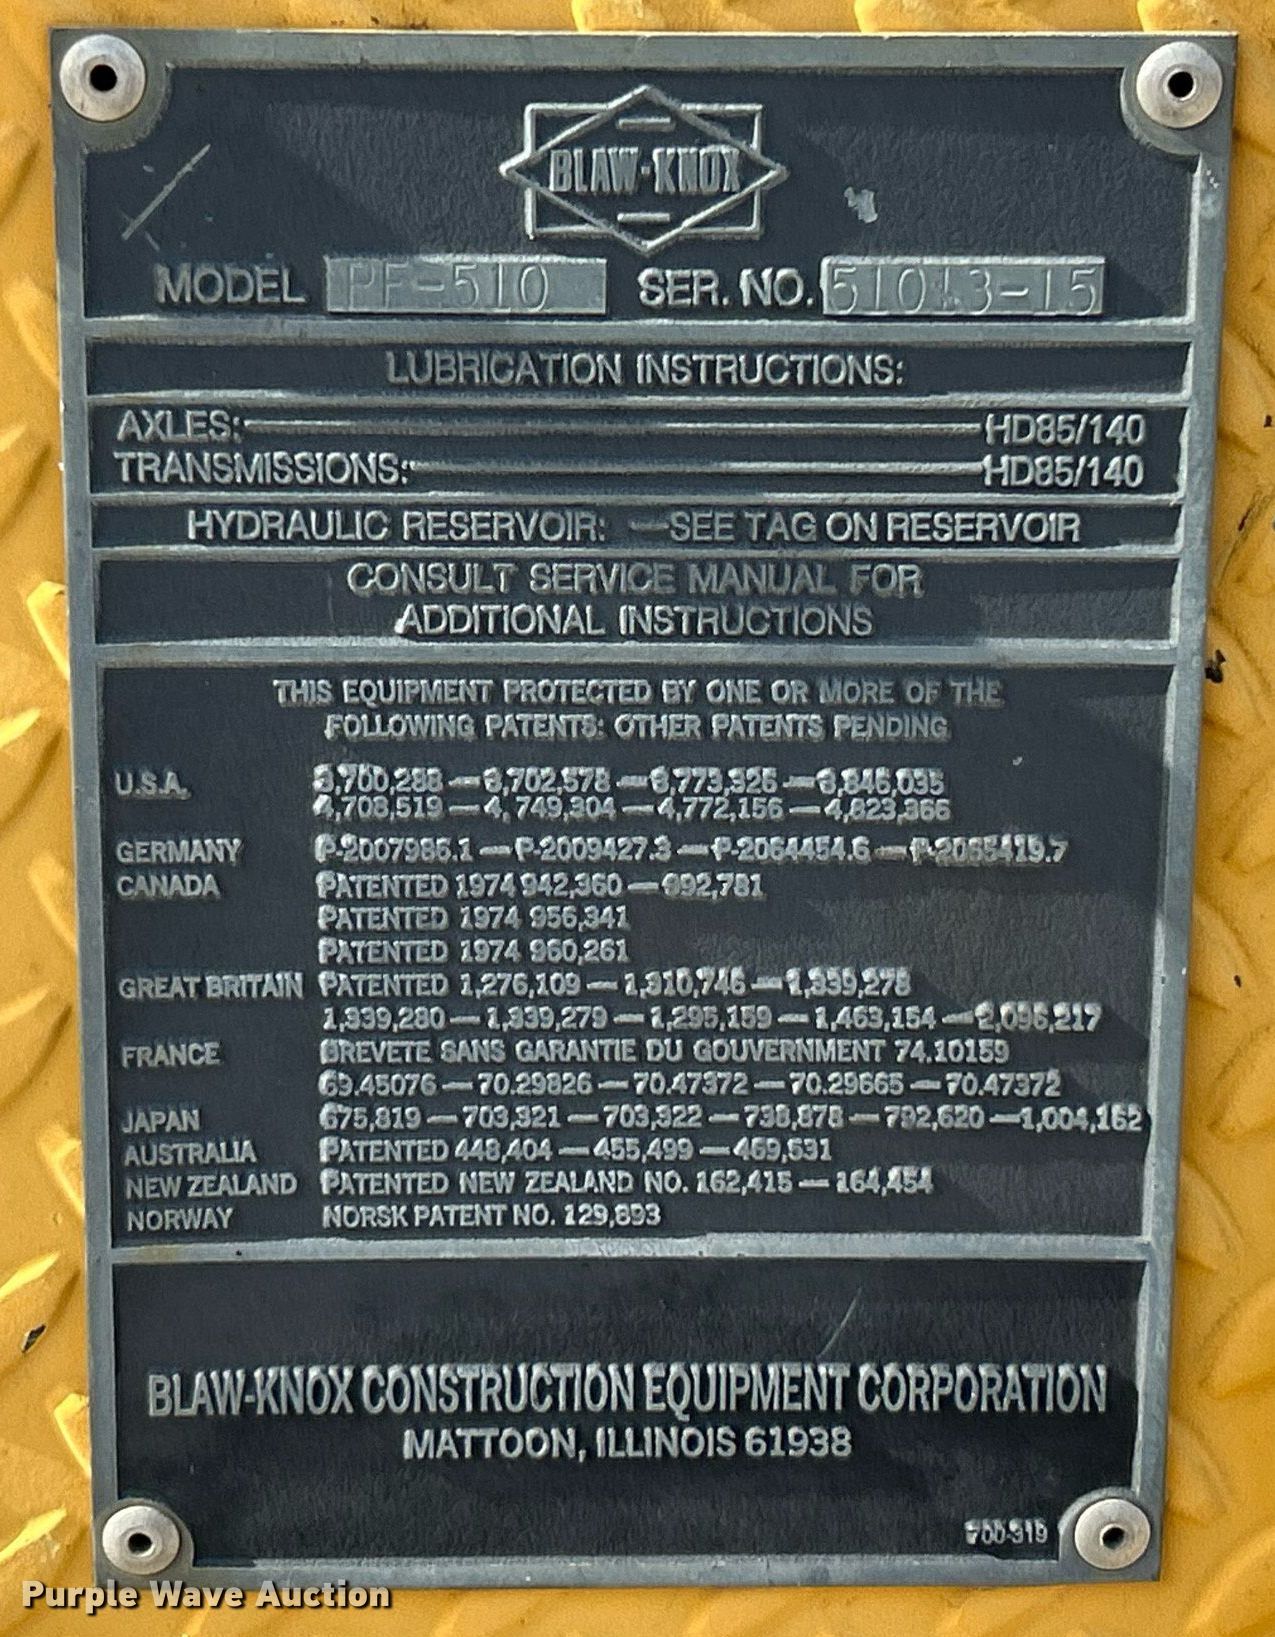 BLAW-KNOX
MODEL PF-510 SER. NO. 51013-15
LUBRICATION INSTRUCTIONS:
AXLES: HD85/140
TRANSMISSIONS: HD85/140
HYDRAULIC RESERVOIR: —SEE TAG ON RESERVOIR
CONSULT SERVICE MANUAL FOR
ADDITIONAL INSTRUCTIONS
THIS EQUIPMENT PROTECTED BY ONE OR MORE OF THE
FOLLOWING PATENTS: OTHER PATENTS PENDING
U.S.A. 3,700,288 — 3,702,578 — 3,773,326 — 3,846,035
4,708,519 — 4,749,304 — 4,772,156 — 4,823,366
GERMANY P-2007986.1 — P-2009427.3 — P-2064454.6 — P-2065419.7
CANADA PATENTED 1974 942,360 — 992,781
PATENTED 1974 956,341
PATENTED 1974 960,261
GREAT BRITAIN PATENTED 1,276,109 — 1,310,746 — 1,339,278
1,339,280 — 1,339,279 — 1,295,159 — 1,463,154 — 2,036,217
FRANCE BREVETE SANS GARANTIE DU GOUVERNMENT 74.10159
69.45076 — 70.29826 — 70.47372 — 70.29665 — 70.47372
JAPAN 675,819 — 703,321 — 703,322 — 738,878 — 792,620 — 1,004,162
AUSTRALIA PATENTED 448,404 — 455,499 — 469,531
NEW ZEALAND PATENTED NEW ZEALAND NO. 162,415 — 164,454
NORWAY NORSK PATENT NO. 129,893
BLAW-KNOX CONSTRUCTION EQUIPMENT CORPORATION
MATTOON, ILLINOIS 61938
700-319
Purple Wave Auction